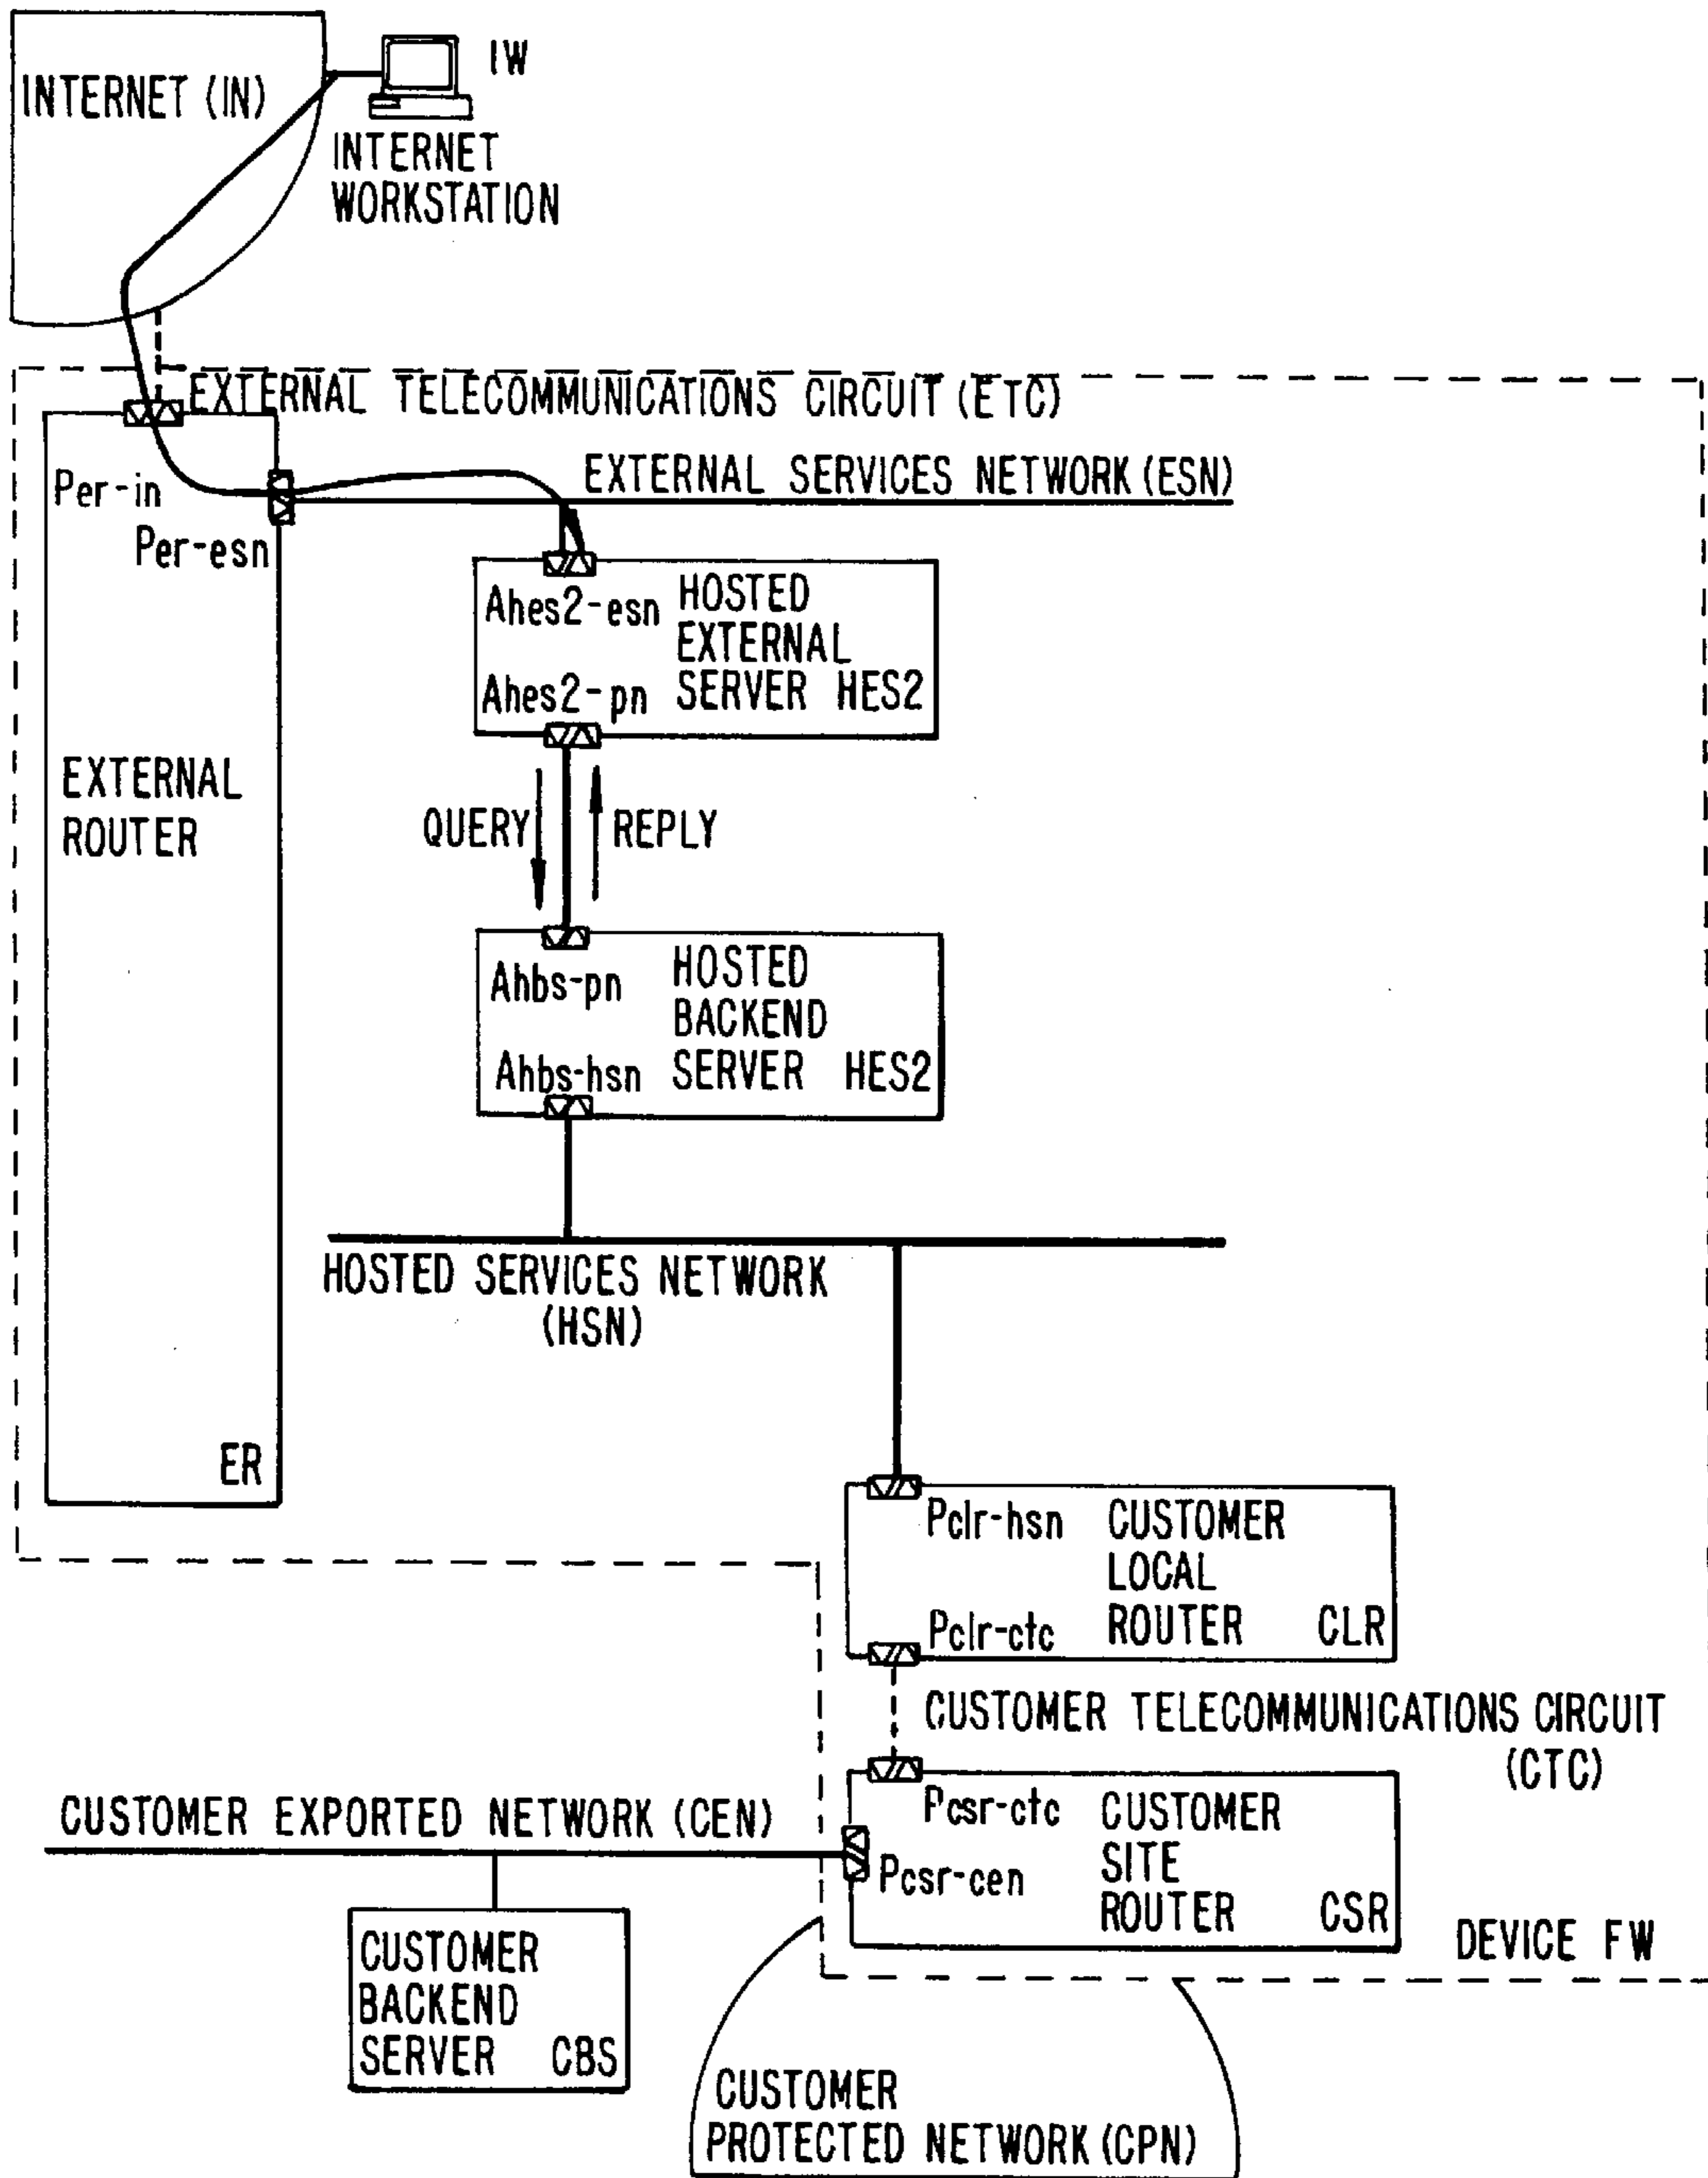 INTERNET (IN)
IW
INTERNET
WORKSTATION
EXTERNAL TELECOMMUNICATIONS CIRCUIT (ETC)
Per-in
EXTERNAL SERVICES NETWORK (ESN)
Per-esn
Ahes2-esn
HOSTED
EXTERNAL
SERVER HES2
Ahes2-pn
EXTERNAL
ROUTER
QUERY
REPLY
Ahbs-pn
HOSTED
BACKEND
SERVER HES2
Ahbs-hsn
HOSTED SERVICES NETWORK
(HSN)
ER
Pclr-hsn
CUSTOMER
LOCAL
ROUTER CLR
Pclr-ctc
CUSTOMER TELECOMMUNICATIONS CIRCUIT
(CTC)
CUSTOMER EXPORTED NETWORK (CEN)
Pcsr-ctc
CUSTOMER
SITE
ROUTER CSR
Pcsr-cen
DEVICE FW
CUSTOMER
BACKEND
SERVER CBS
CUSTOMER
PROTECTED NETWORK (CPN)